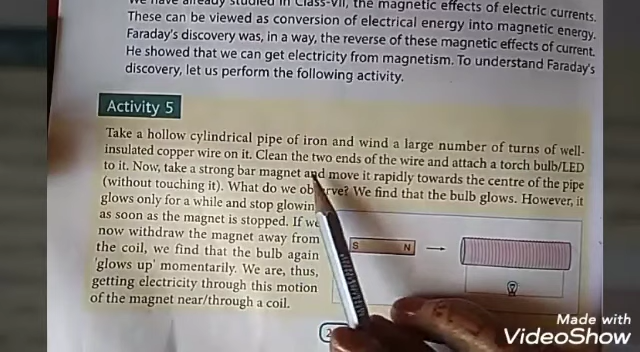 We have already studied in Class-VII, the magnetic effects of electric currents.
These can be viewed as conversion of electrical energy into magnetic energy.
Faraday's discovery was, in a way, the reverse of these magnetic effects of current.
He showed that we can get electricity from magnetism. To understand Faraday's
discovery, let us perform the following activity.
Activity 5
Take a hollow cylindrical pipe of iron and wind a large number of turns of well-
insulated copper wire on it. Clean the two ends of the wire and attach a torch bulb/LED
to it. Now, take a strong bar magnet and move it rapidly towards the centre of the pipe
(without touching it). What do we observe? We find that the bulb glows. However, it
glows only for a while and stop glowin
as soon as the magnet is stopped. If we
now withdraw the magnet away from
the coil, we find that the bulb again
'glows up' momentarily. We are, thus,
getting electricity through this motion
of the magnet near/through a coil.
S N
2
Made with
VideoShow